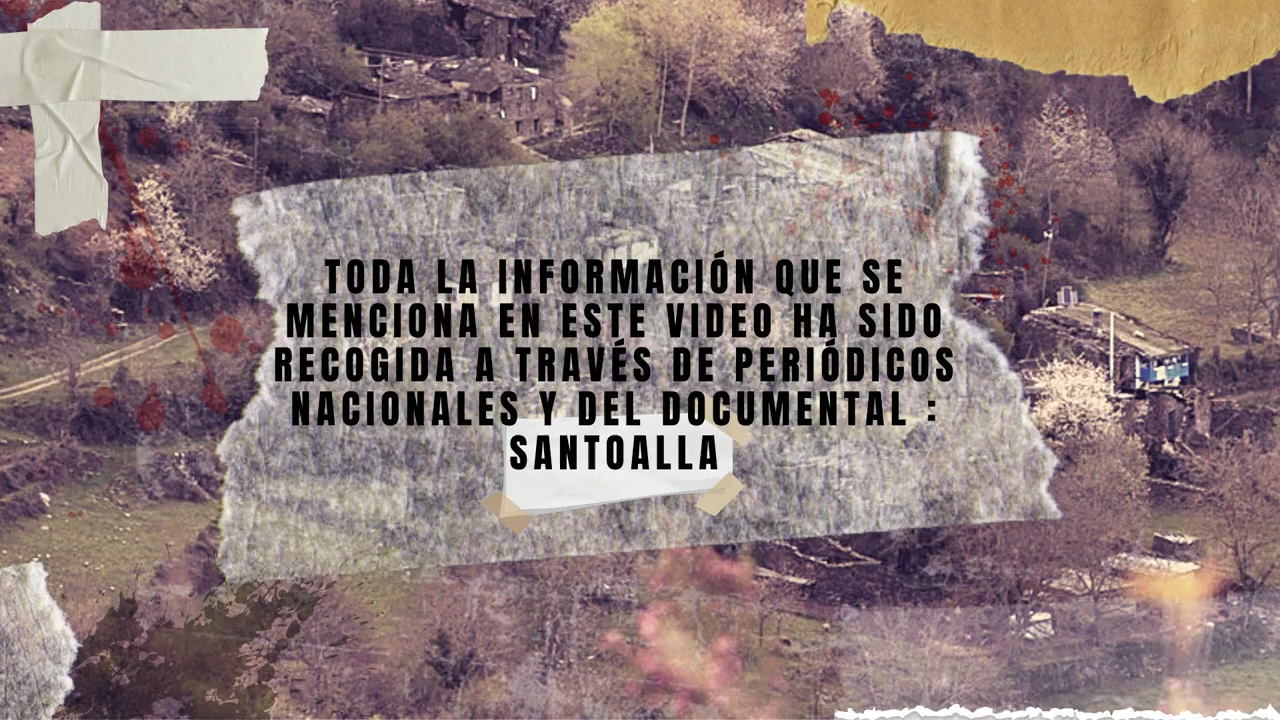 TODA LA INFORMACIÓN QUE SE
MENCIONA EN ESTE VIDEO HA SIDO
RECOGIDA A TRAVÉS DE PERIÓDICOS
NACIONALES Y DEL DOCUMENTAL :
SANTOALLA